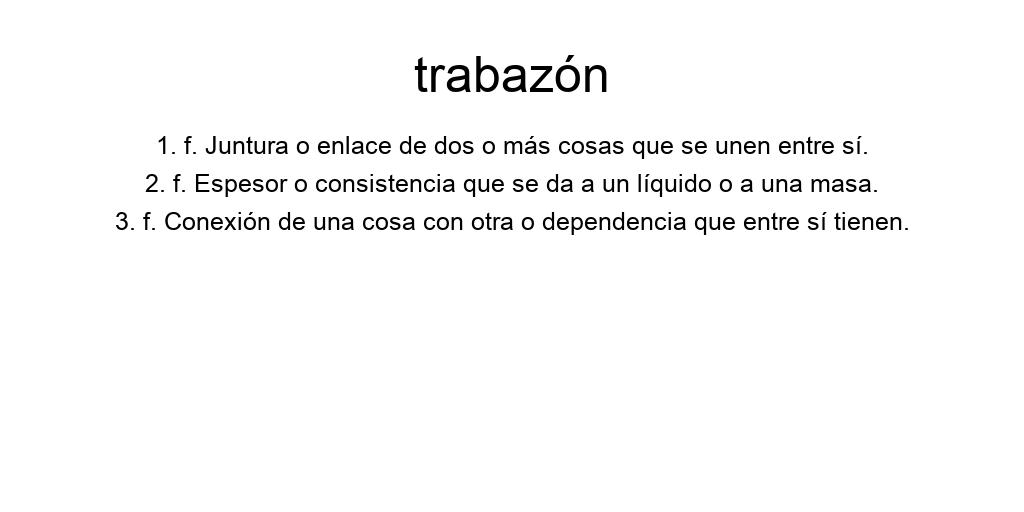 trabazón
1. f. Juntura o enlace de dos o más cosas que se unen entre sí.
2. f. Espesor o consistencia que se da a un líquido o a una masa.
3. f. Conexión de una cosa con otra o dependencia que entre sí tienen.